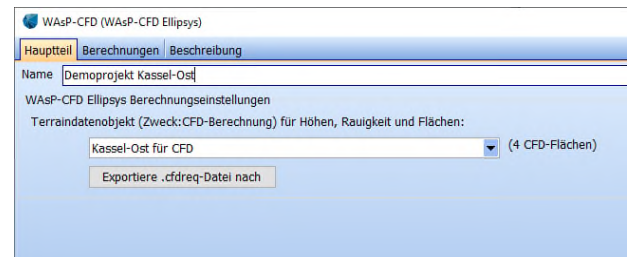 WAsP-CFD (WAsP-CFD Ellipsys)
Hauptteil Berechnungen Beschreibung
Name Demoprojekt Kassel-Ost
WAsP-CFD Ellipsys Berechnungseinstellungen
Terraindatenobjekt (Zweck:CFD-Berechnung) für Höhen, Rauigkeit und Flächen:
Kassel-Ost für CFD (4 CFD-Flächen)
Exportiere .cfdreq-Datei nach